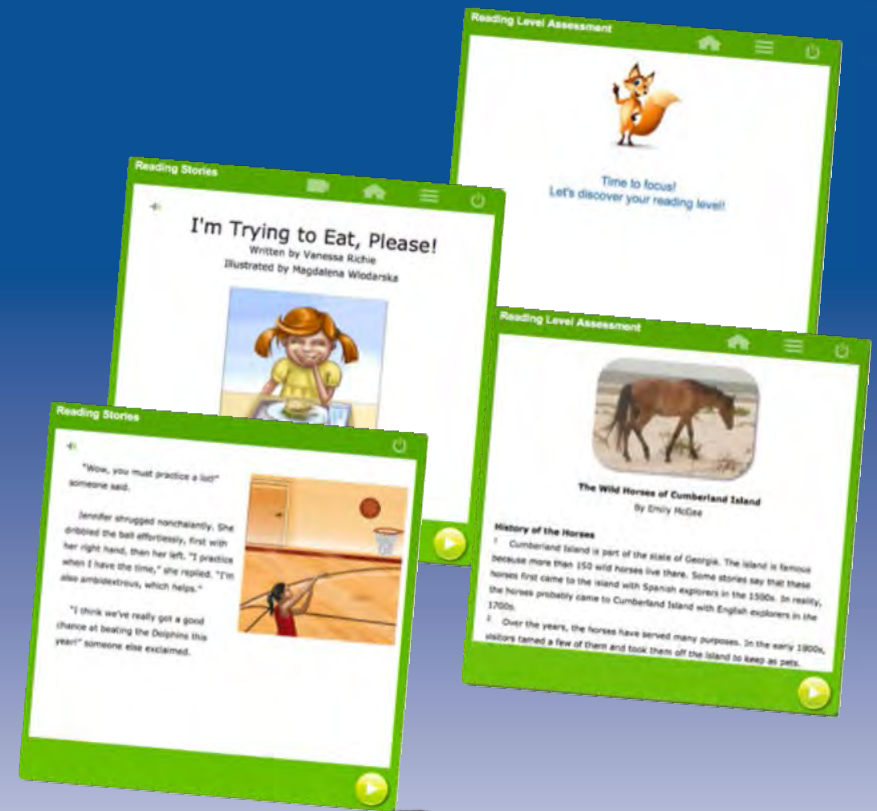 Reading Level Assessment
Time to focus!
Let's discover your reading level!
Reading Stories
I'm Trying to Eat, Please!
Written by Vanessa Richie
Illustrated by Magdalena Wlodarska
Reading Level Assessment
The Wild Horses of Cumberland Island
By Emily McGee
History of the Horses
1 Cumberland Island is part of the state of Georgia. The island is famous
because more than 150 wild horses live there. Some stories say that these
horses first came to the island with Spanish explorers in the 1500s. In reality,
the horses probably came to Cumberland Island with English explorers in the
1700s.
2 Over the years, the horses have served many purposes. In the early 1800s,
visitors tamed a few of them and took them off the island to keep as pets.
Reading Stories
"Wow, you must practice a lot!"
someone said.
Jennifer shrugged nonchalantly. She
dribbled the ball effortlessly, first with
her right hand, then her left. "I practice
when I have the time," she replied. "I'm
also ambidextrous, which helps."
"I think we've really got a good
chance at beating the Dolphins this
year!" someone else exclaimed.